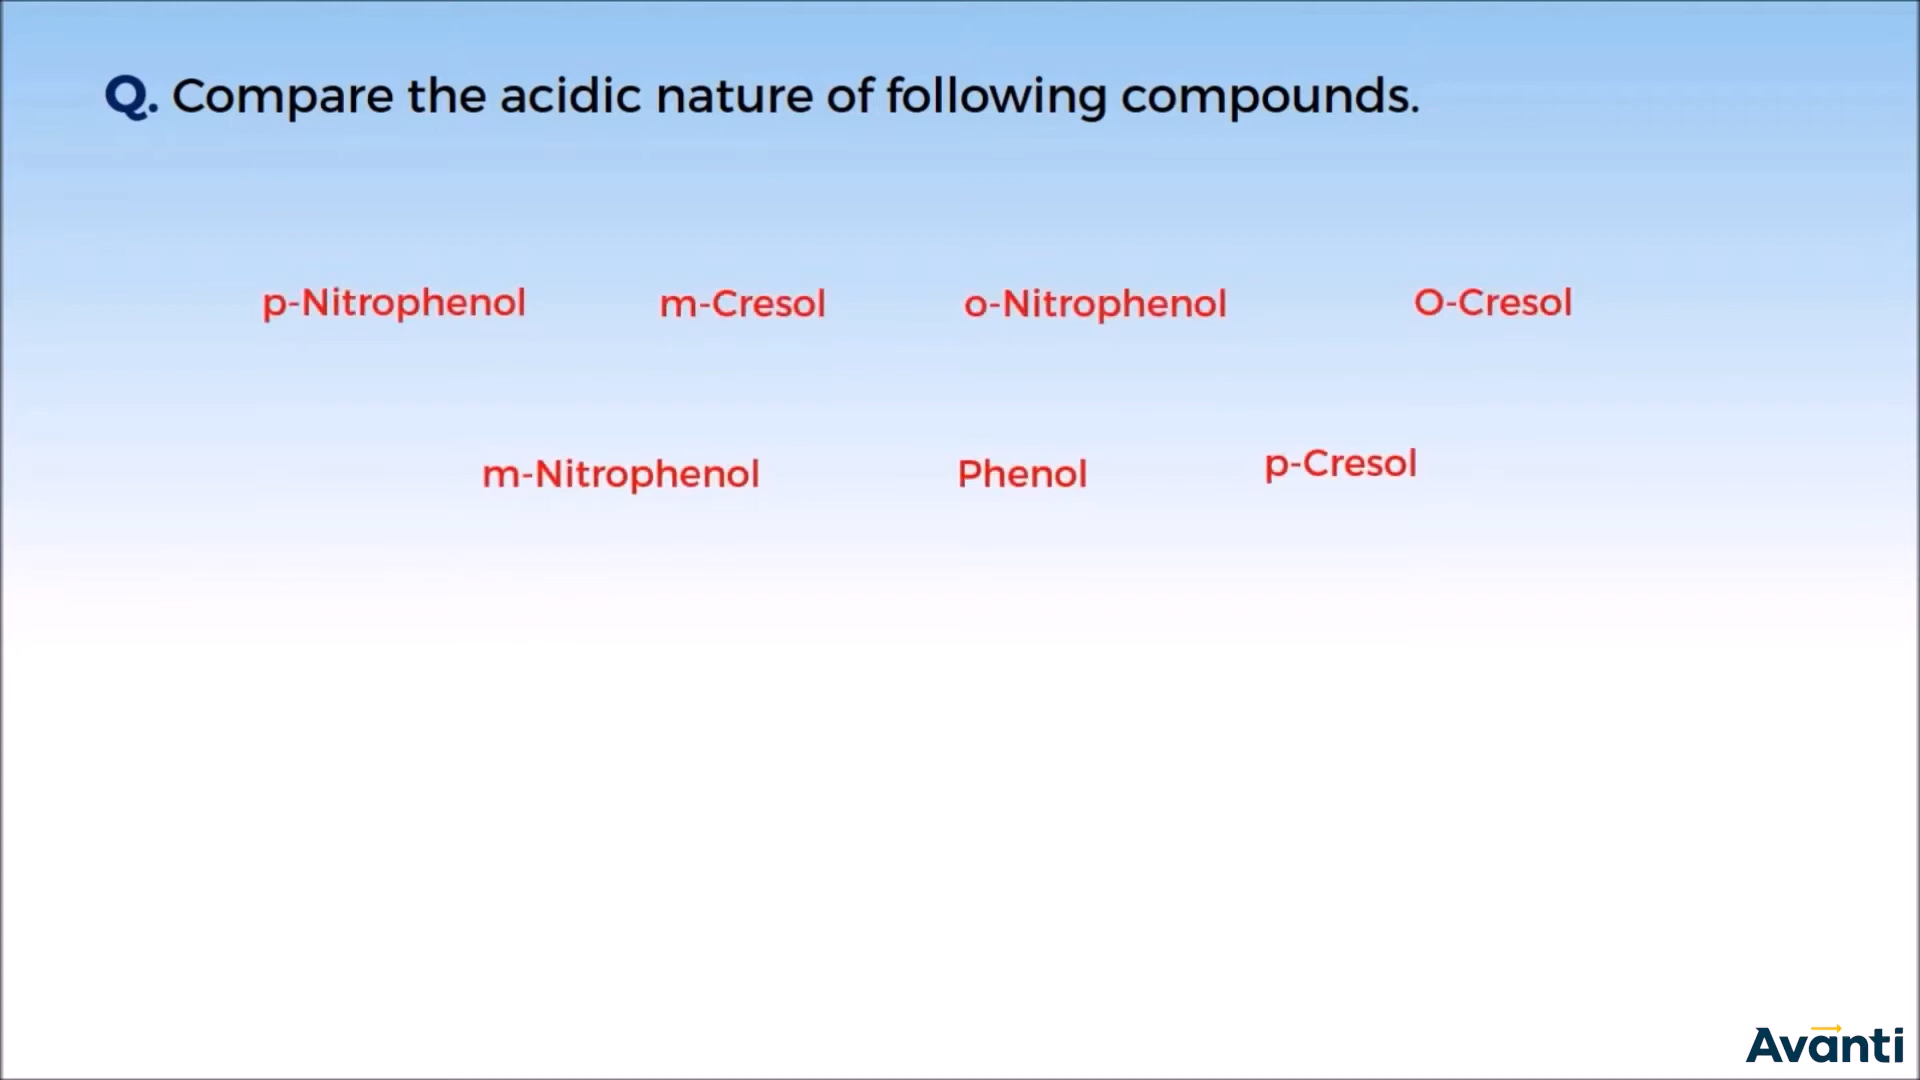 Q. Compare the acidic nature of following compounds.
p-Nitrophenol m-Cresol o-Nitrophenol O-Cresol
m-Nitrophenol Phenol p-Cresol
Avanti